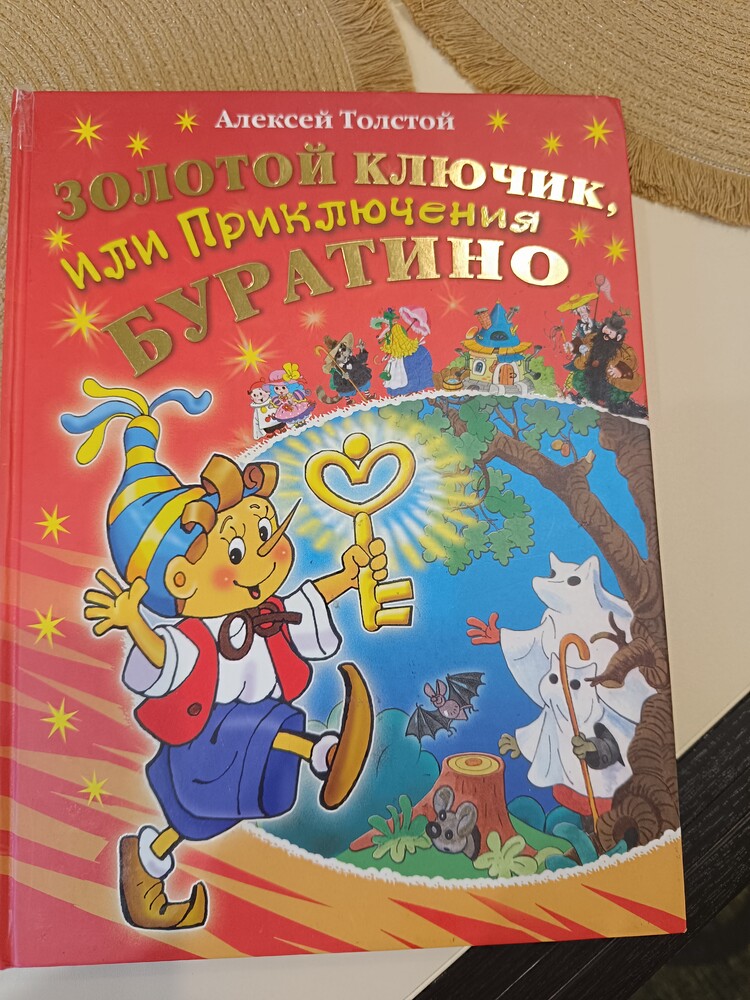 Алексей Толстой
ЗОЛОТОЙ КЛЮЧИК,
или Приключения
БУРАТИНО